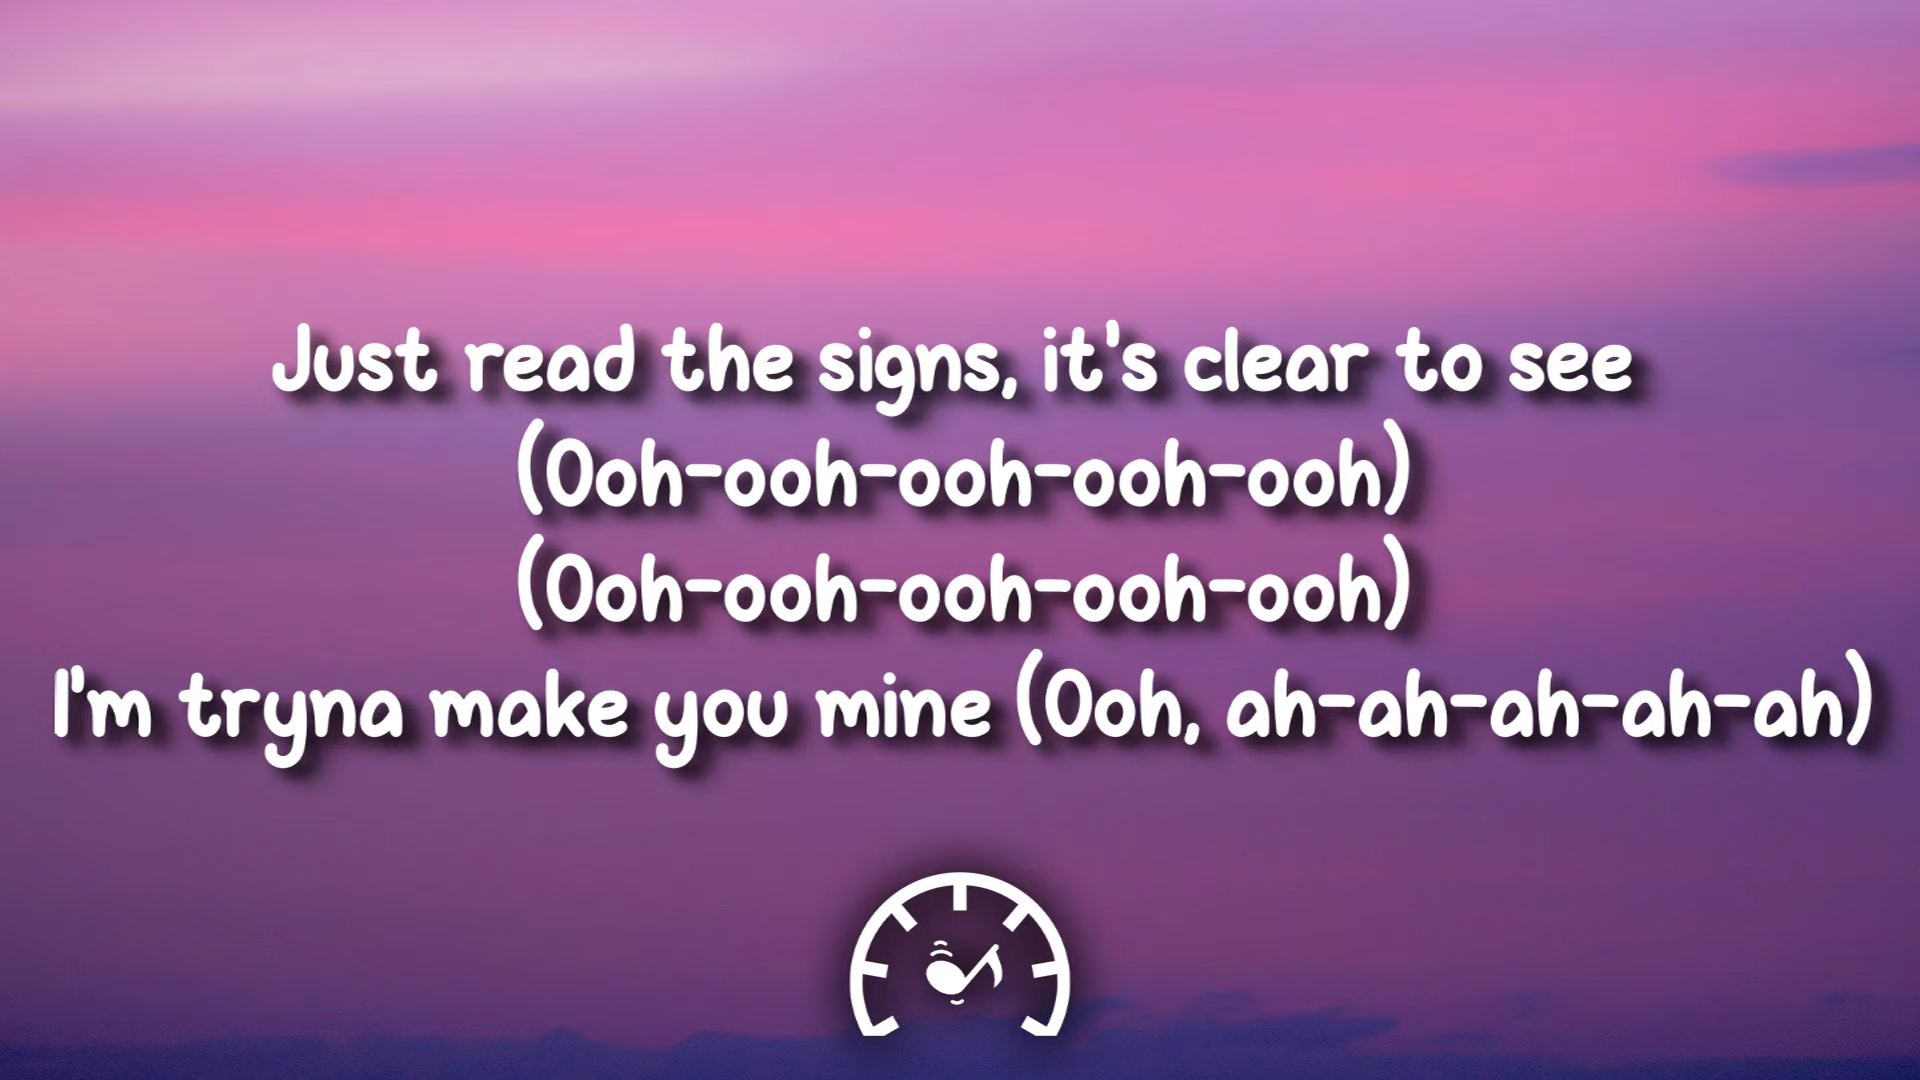 Just read the signs, it's clear to see
(Ooh-ooh-ooh-ooh-ooh)
(Ooh-ooh-ooh-ooh-ooh)
I'm tryna make you mine (Ooh, ah-ah-ah-ah-ah)